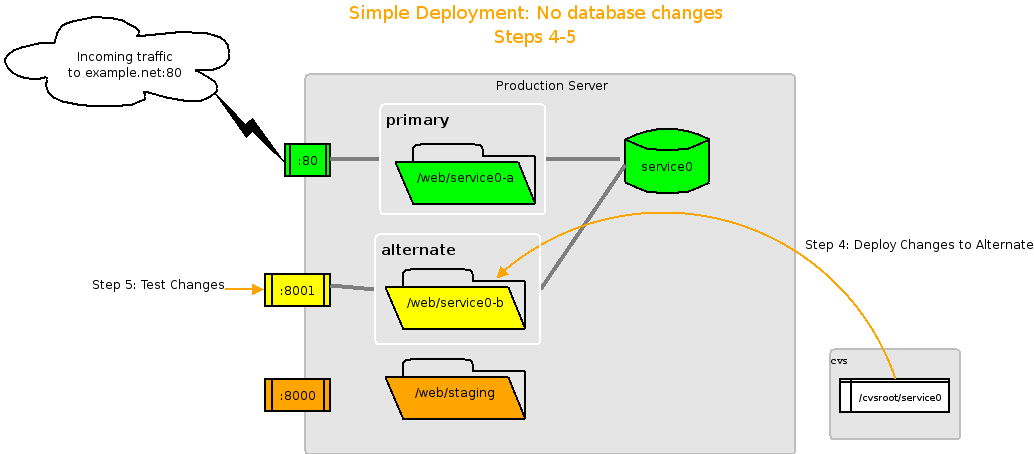 Simple Deployment: No database changes
Steps 4-5
Incoming traffic
to example.net:80
Production Server
primary
:80
/web/service0-a
service0
alternate
Step 4: Deploy Changes to Alternate
Step 5: Test Changes
:8001
/web/service0-b
cvs
/cvsroot/service0
:8000
/web/staging